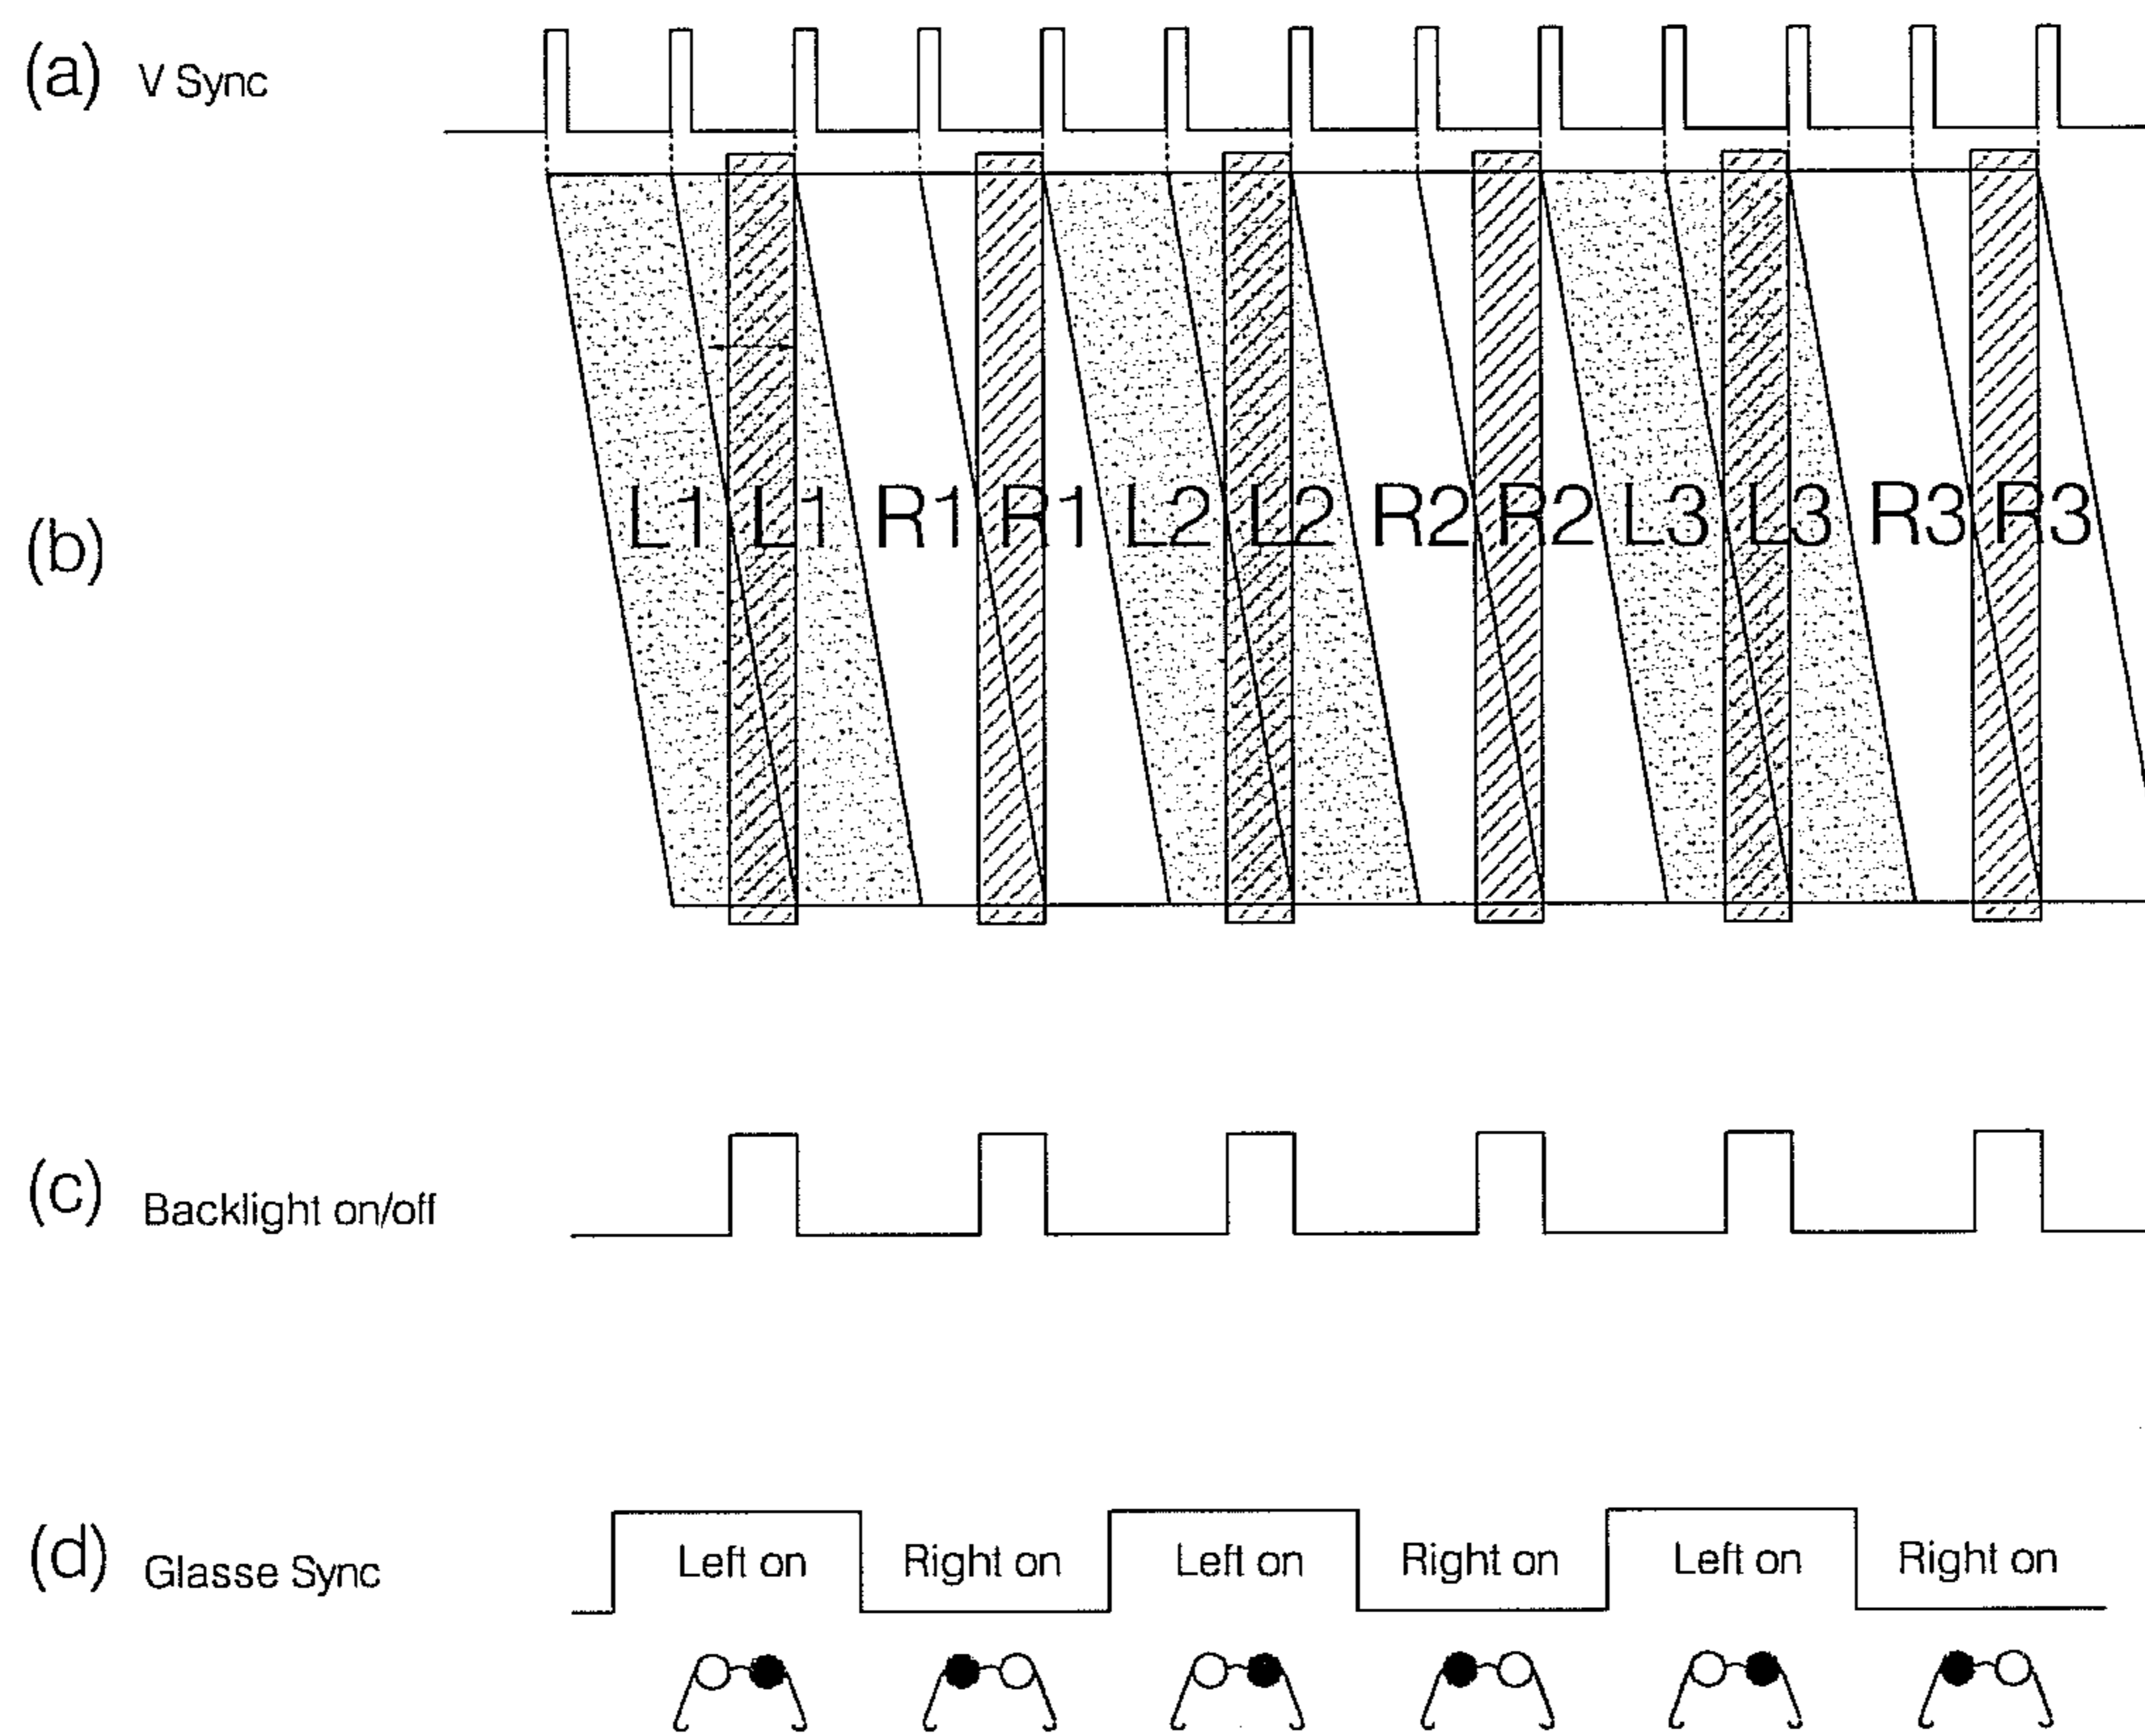 (a) V Sync
(b) L1 L1 R1 R1 L2 L2 R2 R2 L3 L3 R3 R3
(c) Backlight on/off
(d) Glasse Sync Left on Right on Left on Right on Left on Right on